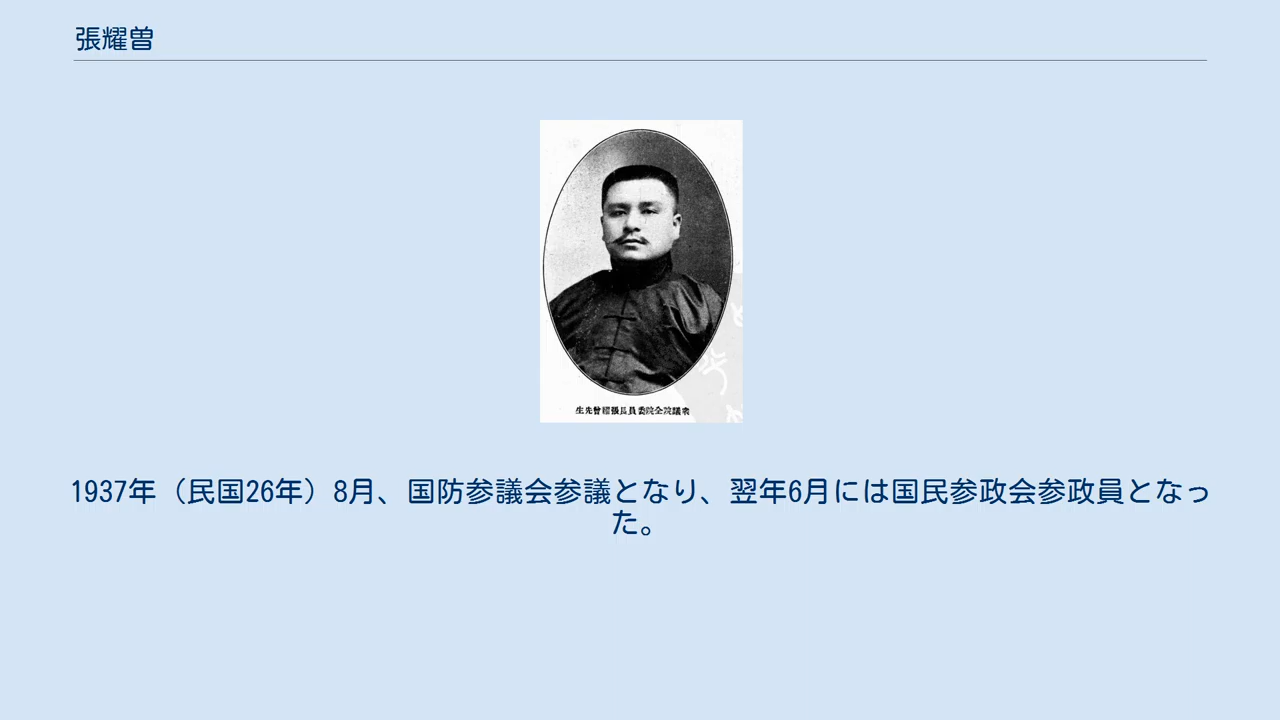 張耀曽
衆議院全院委員長張耀曾先生
1937年（民国26年）8月、国防参議会参議となり、翌年6月には国民参政会参政員となっ
た。